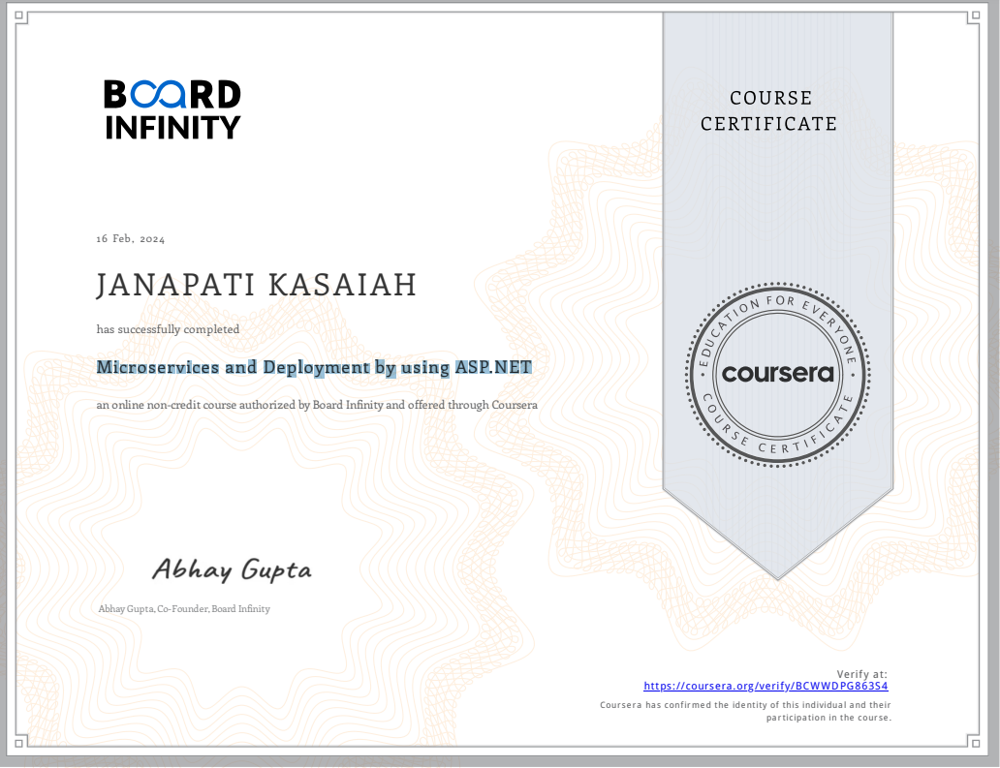 BOARD
INFINITY
COURSE
CERTIFICATE
16 Feb, 2024
JANAPATI KASAIAH
has successfully completed
Microservices and Deployment by using ASP.NET
an online non-credit course authorized by Board Infinity and offered through Coursera
EDUCATION FOR EVERYONE
coursera
COURSE CERTIFICATE
Abhay Gupta
Abhay Gupta, Co-Founder, Board Infinity
Verify at:
https://coursera.org/verify/BCWWDPG863S4
Coursera has confirmed the identity of this individual and their
participation in the course.